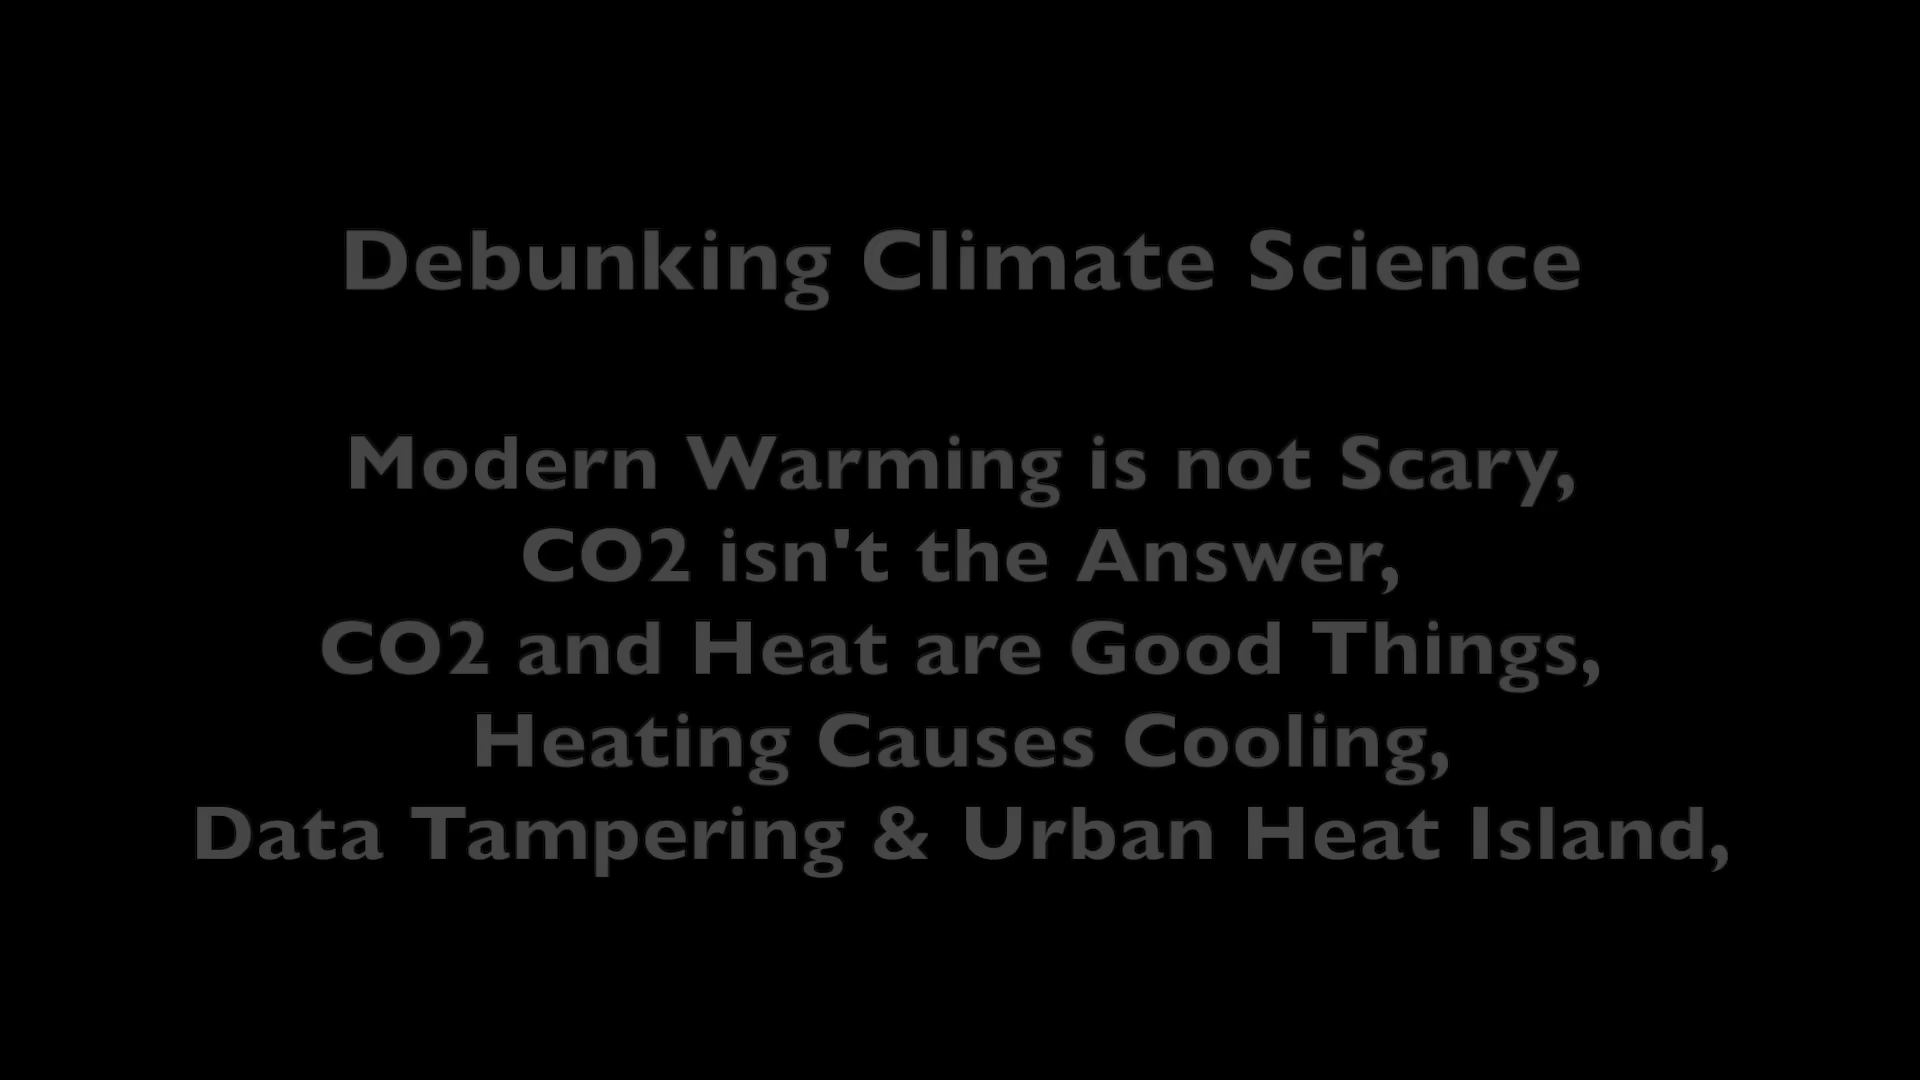 Debunking Climate Science
Modern Warming is not Scary,
CO2 isn't the Answer,
CO2 and Heat are Good Things,
Heating Causes Cooling,
Data Tampering & Urban Heat Island,